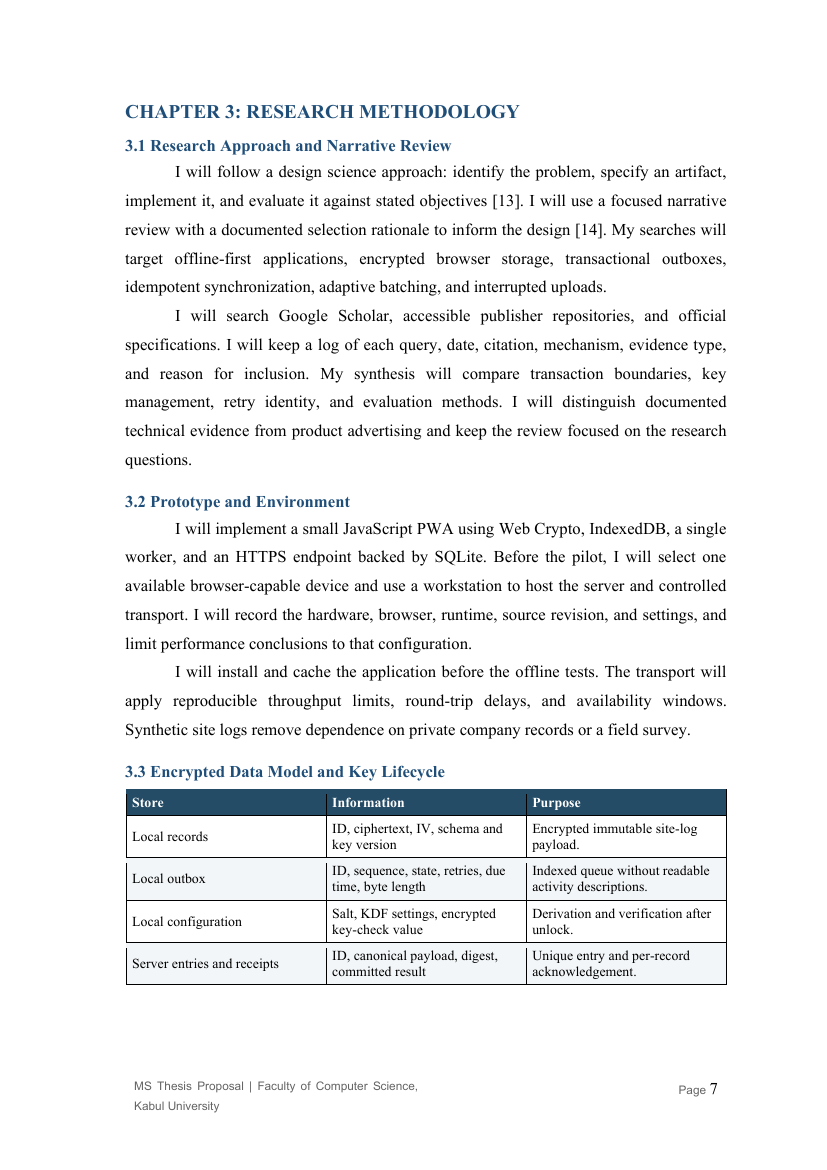 CHAPTER 3: RESEARCH METHODOLOGY
3.1 Research Approach and Narrative Review
I will follow a design science approach: identify the problem, specify an artifact,
implement it, and evaluate it against stated objectives [13]. I will use a focused narrative
review with a documented selection rationale to inform the design [14]. My searches will
target offline-first applications, encrypted browser storage, transactional outboxes,
idempotent synchronization, adaptive batching, and interrupted uploads.
I will search Google Scholar, accessible publisher repositories, and official
specifications. I will keep a log of each query, date, citation, mechanism, evidence type,
and reason for inclusion. My synthesis will compare transaction boundaries, key
management, retry identity, and evaluation methods. I will distinguish documented
technical evidence from product advertising and keep the review focused on the research
questions.
3.2 Prototype and Environment
I will implement a small JavaScript PWA using Web Crypto, IndexedDB, a single
worker, and an HTTPS endpoint backed by SQLite. Before the pilot, I will select one
available browser-capable device and use a workstation to host the server and controlled
transport. I will record the hardware, browser, runtime, source revision, and settings, and
limit performance conclusions to that configuration.
I will install and cache the application before the offline tests. The transport will
apply reproducible throughput limits, round-trip delays, and availability windows.
Synthetic site logs remove dependence on private company records or a field survey.
3.3 Encrypted Data Model and Key Lifecycle
Store Information Purpose
Local records
ID, ciphertext, IV, schema and
key version
Encrypted immutable site-log
payload.
Local outbox
ID, sequence, state, retries, due
time, byte length
Indexed queue without readable
activity descriptions.
Local configuration
Salt, KDF settings, encrypted
key-check value
Derivation and verification after
unlock.
Server entries and receipts
ID, canonical payload, digest,
committed result
Unique entry and per-record
acknowledgement.
MS Thesis Proposal | Faculty of Computer Science,
Kabul University
Page 7